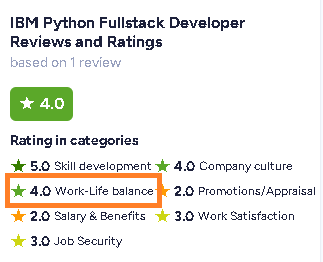 IBM Python Fullstack Developer
Reviews and Ratings
based on 1 review
★ 4.0
Rating in categories
★ 5.0 Skill development ★ 4.0 Company culture
★ 4.0 Work-Life balance ★ 2.0 Promotions/Appraisal
★ 2.0 Salary & Benefits ★ 3.0 Work Satisfaction
★ 3.0 Job Security